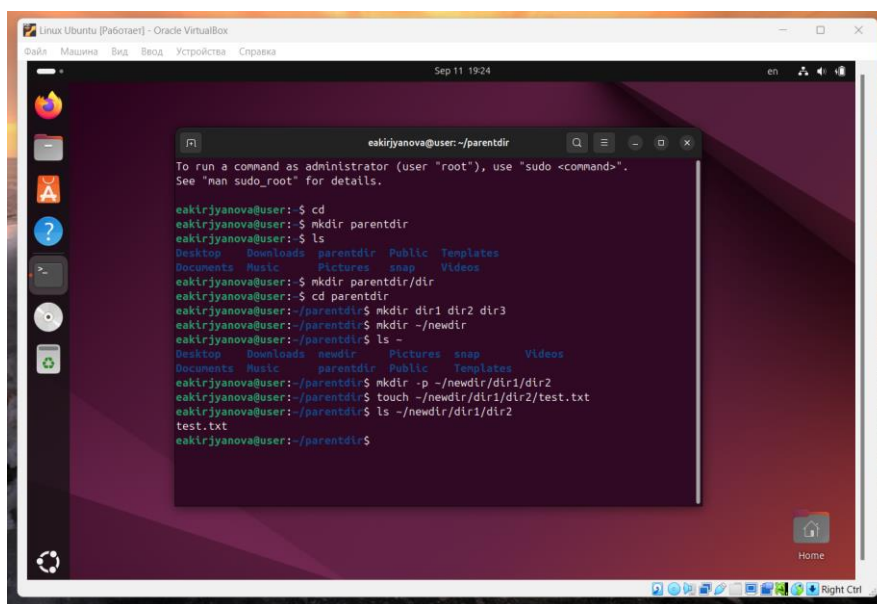 Linux Ubuntu [Работает] - Oracle VirtualBox
Файл Машина Вид Ввод Устройства Справка
Sep 11 19:24 en
eakirjyanova@user: ~/parentdir
To run a command as administrator (user "root"), use "sudo <command>".
See "man sudo_root" for details.
eakirjyanova@user:~$ cd
eakirjyanova@user:~$ mkdir parentdir
eakirjyanova@user:~$ ls
Desktop Downloads parentdir Public Templates
Documents Music Pictures snap Videos
eakirjyanova@user:~$ mkdir parentdir/dir
eakirjyanova@user:~$ cd parentdir
eakirjyanova@user:~/parentdir$ mkdir dir1 dir2 dir3
eakirjyanova@user:~/parentdir$ mkdir ~/newdir
eakirjyanova@user:~/parentdir$ ls ~
Desktop Downloads newdir Pictures snap Videos
Documents Music parentdir Public Templates
eakirjyanova@user:~/parentdir$ mkdir -p ~/newdir/dir1/dir2
eakirjyanova@user:~/parentdir$ touch ~/newdir/dir1/dir2/test.txt
eakirjyanova@user:~/parentdir$ ls ~/newdir/dir1/dir2
test.txt
eakirjyanova@user:~/parentdir$
Home
Right Ctrl